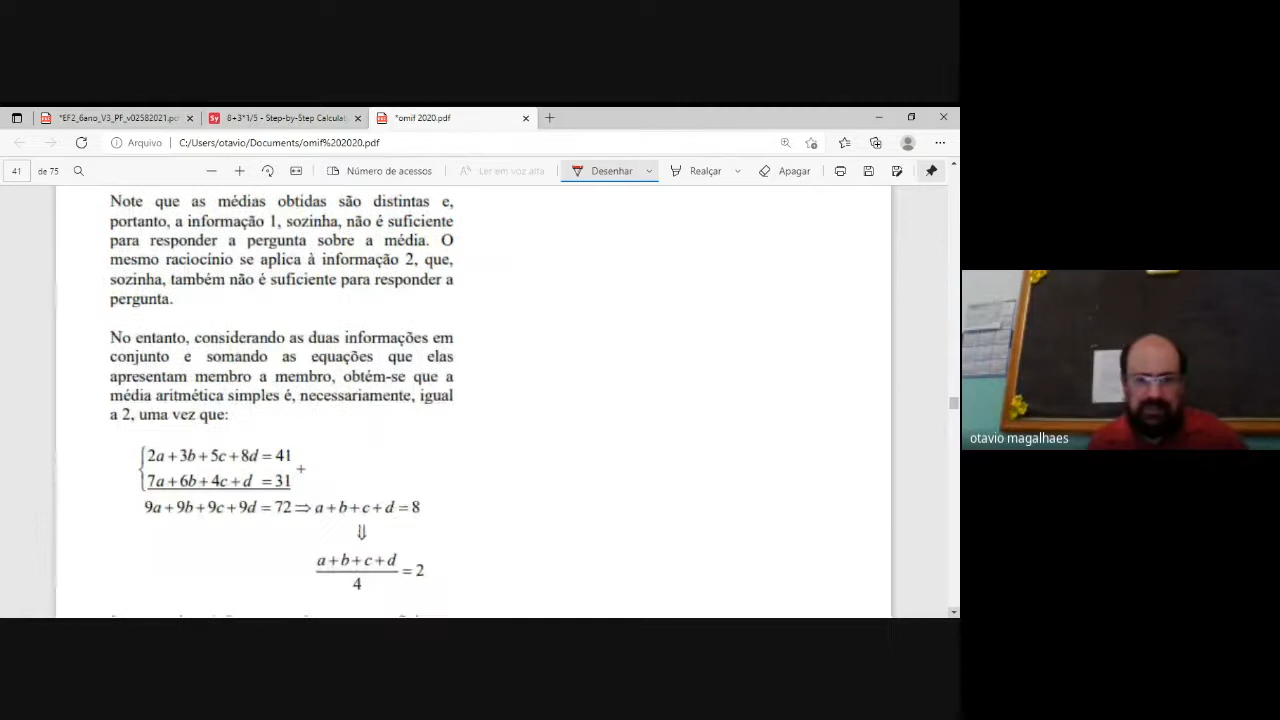 *EF2_6ano_V3_PF_v02582021.pd
8+3*1/5 - Step-by-Step Calculat
*omif 2020.pdf
Arquivo
C:/Users/otavio/Documents/omif%202020.pdf
41 de 75
Número de acessos
Ler em voz alta
Desenhar
Realçar
Apagar
Note que as médias obtidas são distintas e,
portanto, a informação 1, sozinha, não é suficiente
para responder a pergunta sobre a média. O
mesmo raciocínio se aplica à informação 2, que,
sozinha, também não é suficiente para responder a
pergunta.
No entanto, considerando as duas informações em
conjunto e somando as equações que elas
apresentam membro a membro, obtém-se que a
média aritmética simples é, necessariamente, igual
a 2, uma vez que:
2a+3b+5c+8d = 41
+
7a+6b+4c+d = 31
9a+9b+9c+9d = 72 ⇒ a+b+c+d = 8
⇓
a+b+c+d
= 2
4
otavio magalhaes